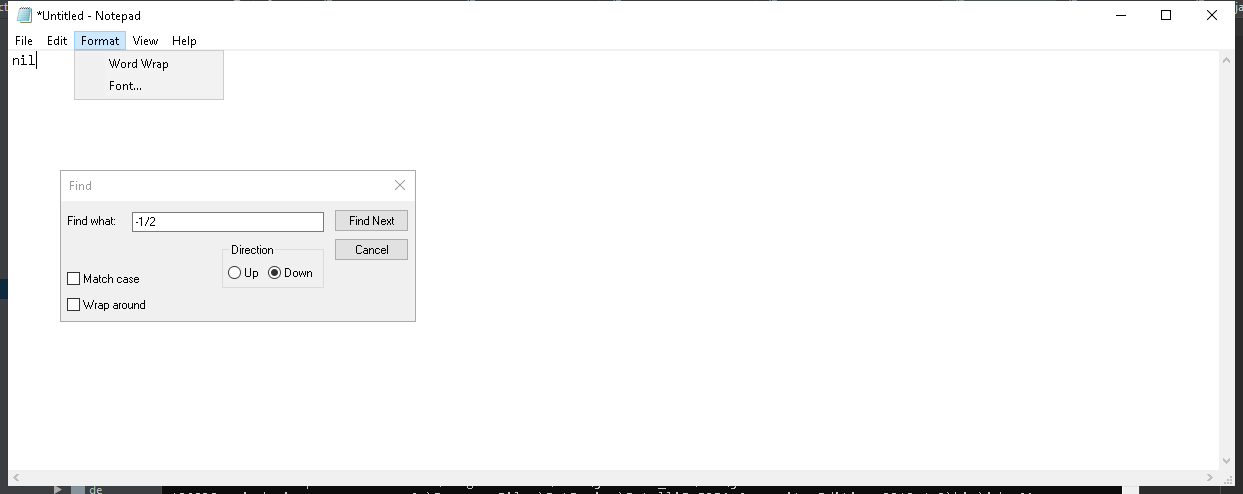 *Untitled - Notepad
File Edit Format View Help
nil
Word Wrap
Font...
Find
Find what: -1/2 Find Next
Direction Cancel
Up Down
Match case
Wrap around
de